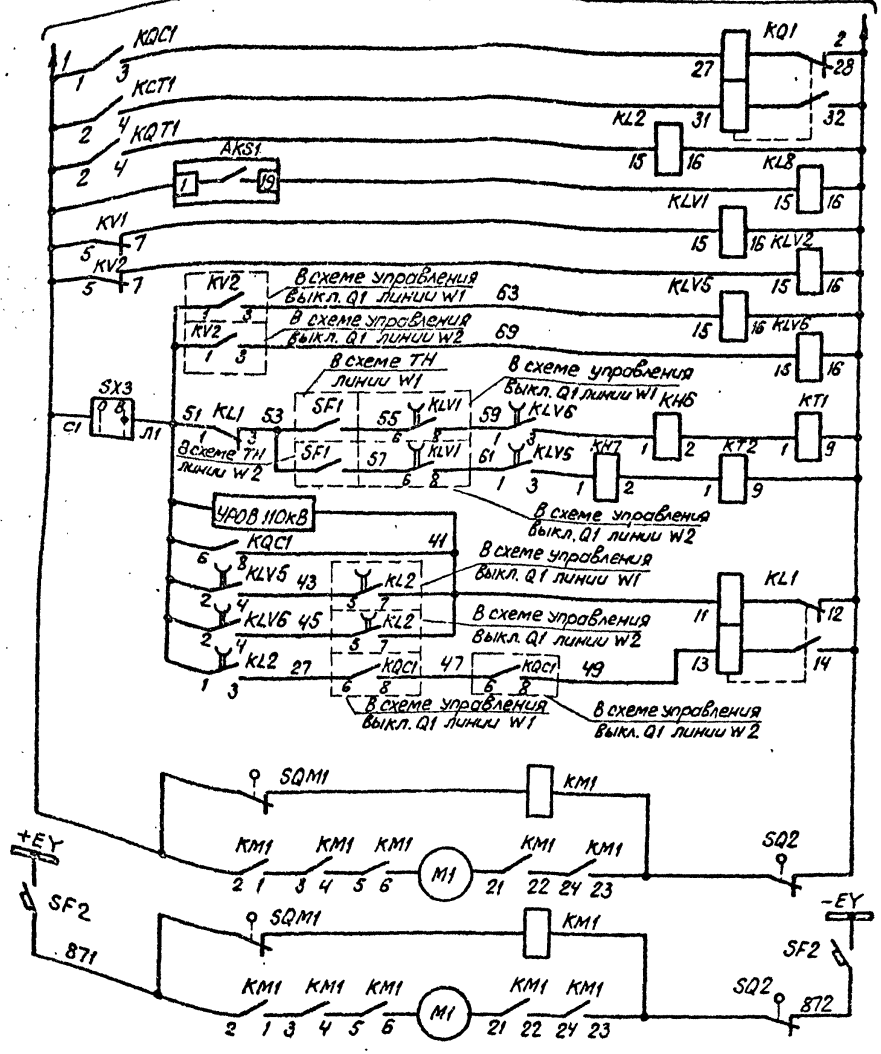 1 KQC1 KQ1 2
1 3 27 28
KCT1
2 4 KL2 31 32
KQT1
2 4 15 16 KL8
AKS1
1 19 KLV1 15 16
KV1
5 7 15 16 KLV2
KV2
5 7 KLV5 15 16
KV2 В схеме управления
выкл. Q1 линии W1 63
1 3 15 16 KLV6
KV2 В схеме управления
выкл. Q1 линии W2 69
1 3 15 16
В схеме ТН
линии W1
В схеме управления
выкл. Q1 линии W1
SX3
0 В
С1 Л1
51 KL1 53 SF1 55 KLV1 59 KLV6 KH6 KT1
1 3 6 8 1 3 1 2 1 9
В схеме ТН
линии W2
SF1 57 KLV1 61 KLV5 KH7 KT2
6 8 1 3 1 2 1 9
В схеме управления
выкл. Q1 линии W2
УРОВ 110кВ
KQC1 41
6 8
В схеме управления
выкл. Q1 линии W1
KLV5 43 KL2 KL1
2 4 5 7 11 12
KLV6 45 KL2
2 4 5 7
В схеме управления
выкл. Q1 линии W2
13 14
KL2 27 KQC1 47 KQC1 49
1 3 6 8 6 8
В схеме управления
выкл. Q1 линии W1
В схеме управления
выкл. Q1 линии W2
SQM1 KM1
+EY KM1 KM1 KM1 M1 KM1 KM1 SQ2
2 1 3 4 5 6 21 22 24 23
SF2 -EY
SQM1 KM1
871 SF2
KM1 KM1 KM1 M1 KM1 KM1 SQ2 872
2 1 3 4 5 6 21 22 24 23